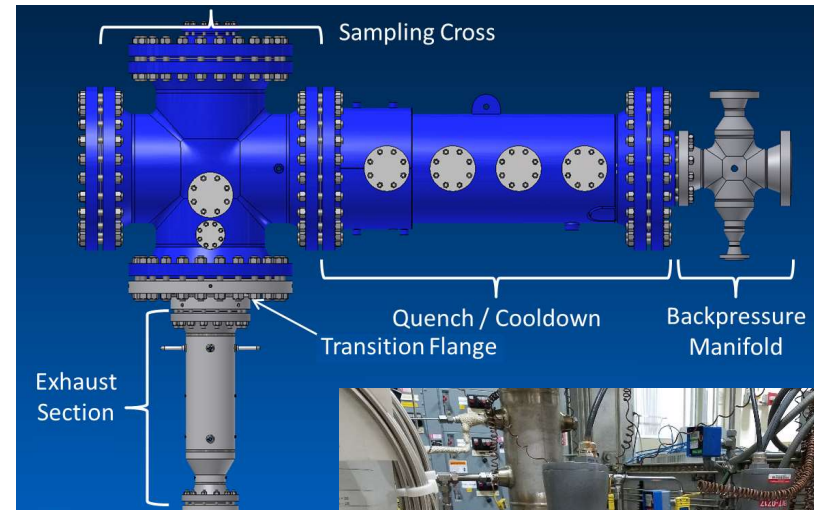 Sampling Cross
Quench / Cooldown
Backpressure
Manifold
Transition Flange
Exhaust
Section